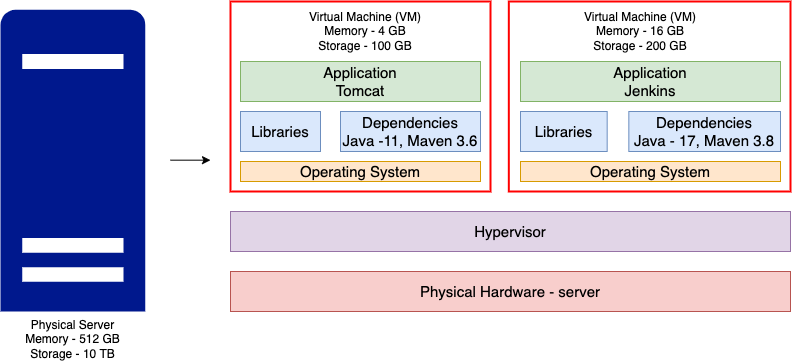 Physical Server
Memory - 512 GB
Storage - 10 TB
Virtual Machine (VM)
Memory - 4 GB
Storage - 100 GB
Application
Tomcat
Libraries
Dependencies
Java -11, Maven 3.6
Operating System
Virtual Machine (VM)
Memory - 16 GB
Storage - 200 GB
Application
Jenkins
Libraries
Dependencies
Java - 17, Maven 3.8
Operating System
Hypervisor
Physical Hardware - server